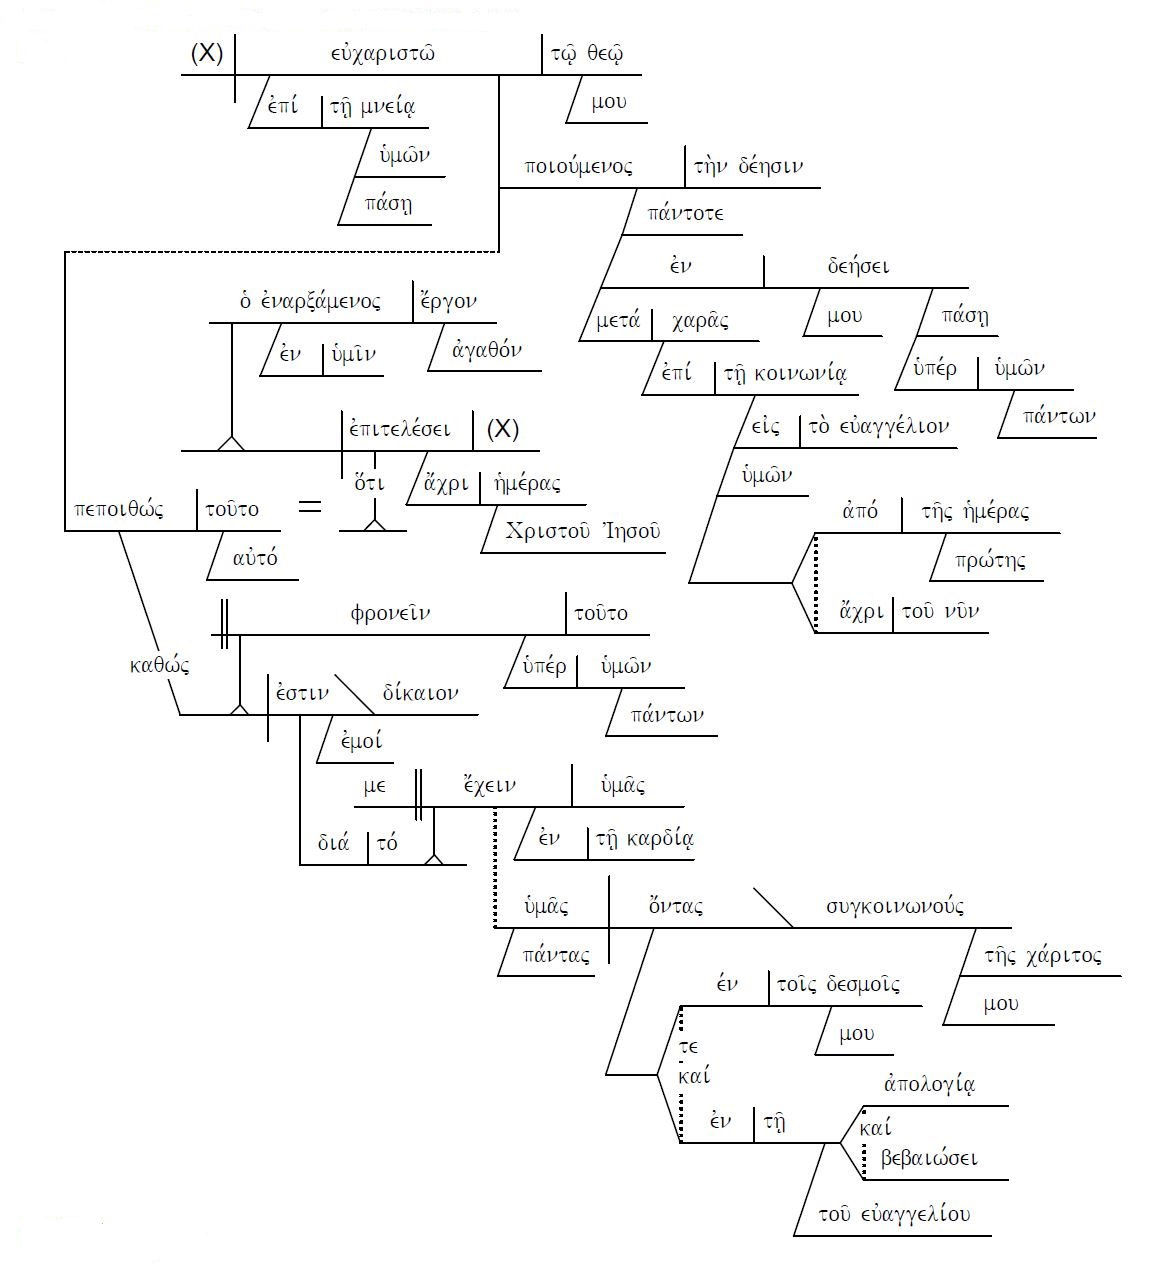 (X) εὐχαριστῶ τῷ θεῷ
ἐπί τῇ μνείᾳ μου
ὑμῶν
πάσῃ
ποιούμενος τὴν δέησιν
πάντοτε
ἐν δεήσει
μετά χαρᾶς μου πάσῃ
ἐπί τῇ κοινωνίᾳ ὑπέρ ὑμῶν
πάντων
εἰς τὸ εὐαγγέλιον
ὑμῶν
ἀπό τῆς ἡμέρας
πρώτης
ἄχρι τοῦ νῦν
ὁ ἐναρξάμενος ἔργον
ἐν ὑμῖν ἀγαθόν
ἐπιτελέσει (X)
ὅτι ἄχρι ἡμέρας
Χριστοῦ Ἰησοῦ
πεποιθώς τοῦτο =
αὐτό
φρονεῖν τοῦτο
καθώς ὑπέρ ὑμῶν
πάντων
ἐστιν δίκαιον
ἐμοί
με ἔχειν ὑμᾶς
διά τό ἐν τῇ καρδίᾳ
ὑμᾶς ὄντας συγκοινωνούς
πάντας τῆς χάριτος
μου
έν τοῖς δεσμοῖς
μου
τε
καί
ἐν τῇ ἀπολογίᾳ
καί
βεβαιώσει
τοῦ εὐαγγελίου